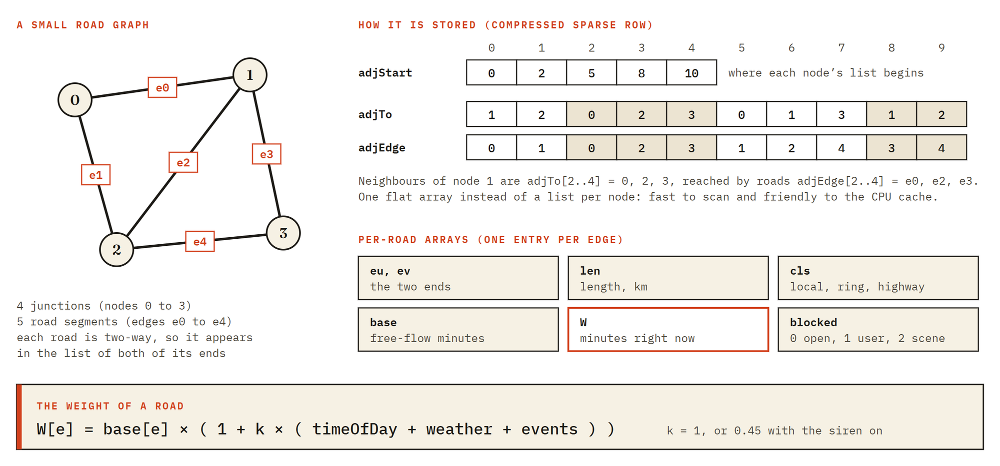 A SMALL ROAD GRAPH
0
1
2
3
e0
e1
e2
e3
e4
4 junctions (nodes 0 to 3)
5 road segments (edges e0 to e4)
each road is two-way, so it appears
in the list of both of its ends
HOW IT IS STORED (COMPRESSED SPARSE ROW)
0 1 2 3 4 5 6 7 8 9
adjStart 0 2 5 8 10 where each node’s list begins
adjTo 1 2 0 2 3 0 1 3 1 2
adjEdge 0 1 0 2 3 1 2 4 3 4
Neighbours of node 1 are adjTo[2..4] = 0, 2, 3, reached by roads adjEdge[2..4] = e0, e2, e3.
One flat array instead of a list per node: fast to scan and friendly to the CPU cache.
PER-ROAD ARRAYS (ONE ENTRY PER EDGE)
eu, ev
the two ends
len
length, km
cls
local, ring, highway
base
free-flow minutes
W
minutes right now
blocked
0 open, 1 user, 2 scene
THE WEIGHT OF A ROAD
W[e] = base[e] × ( 1 + k × ( timeOfDay + weather + events ) )
k = 1, or 0.45 with the siren on